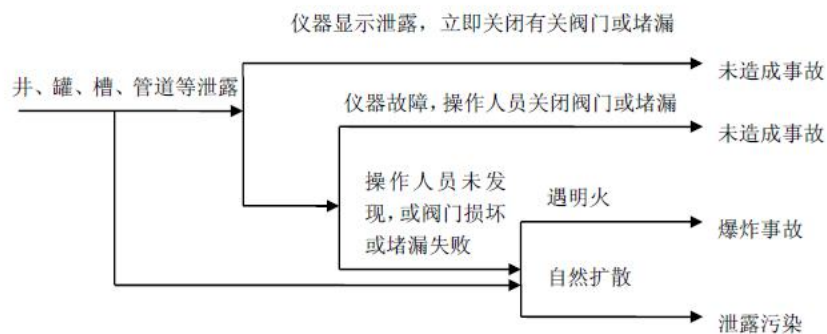 仪器显示泄露，立即关闭有关阀门或堵漏
未造成事故
井、罐、槽、管道等泄露
仪器故障，操作人员关闭阀门或堵漏
未造成事故
操作人员未发
现，或阀门损坏
或堵漏失败
遇明火
爆炸事故
自然扩散
泄露污染